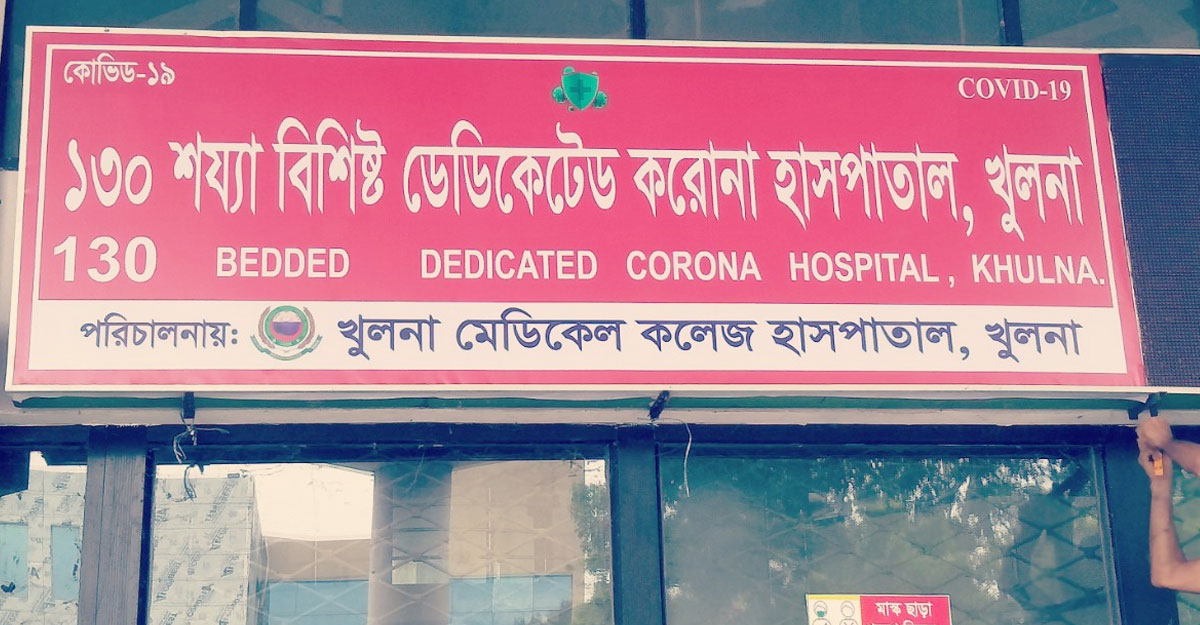 কোভিড-১৯
COVID-19
১৩০ শয্যা বিশিষ্ট ডেডিকেটেড করোনা হাসপাতাল, খুলনা
130 BEDDED DEDICATED CORONA HOSPITAL, KHULNA.
পরিচালনায়: খুলনা মেডিকেল কলেজ হাসপাতাল, খুলনা
মাস্ক ছাড়া